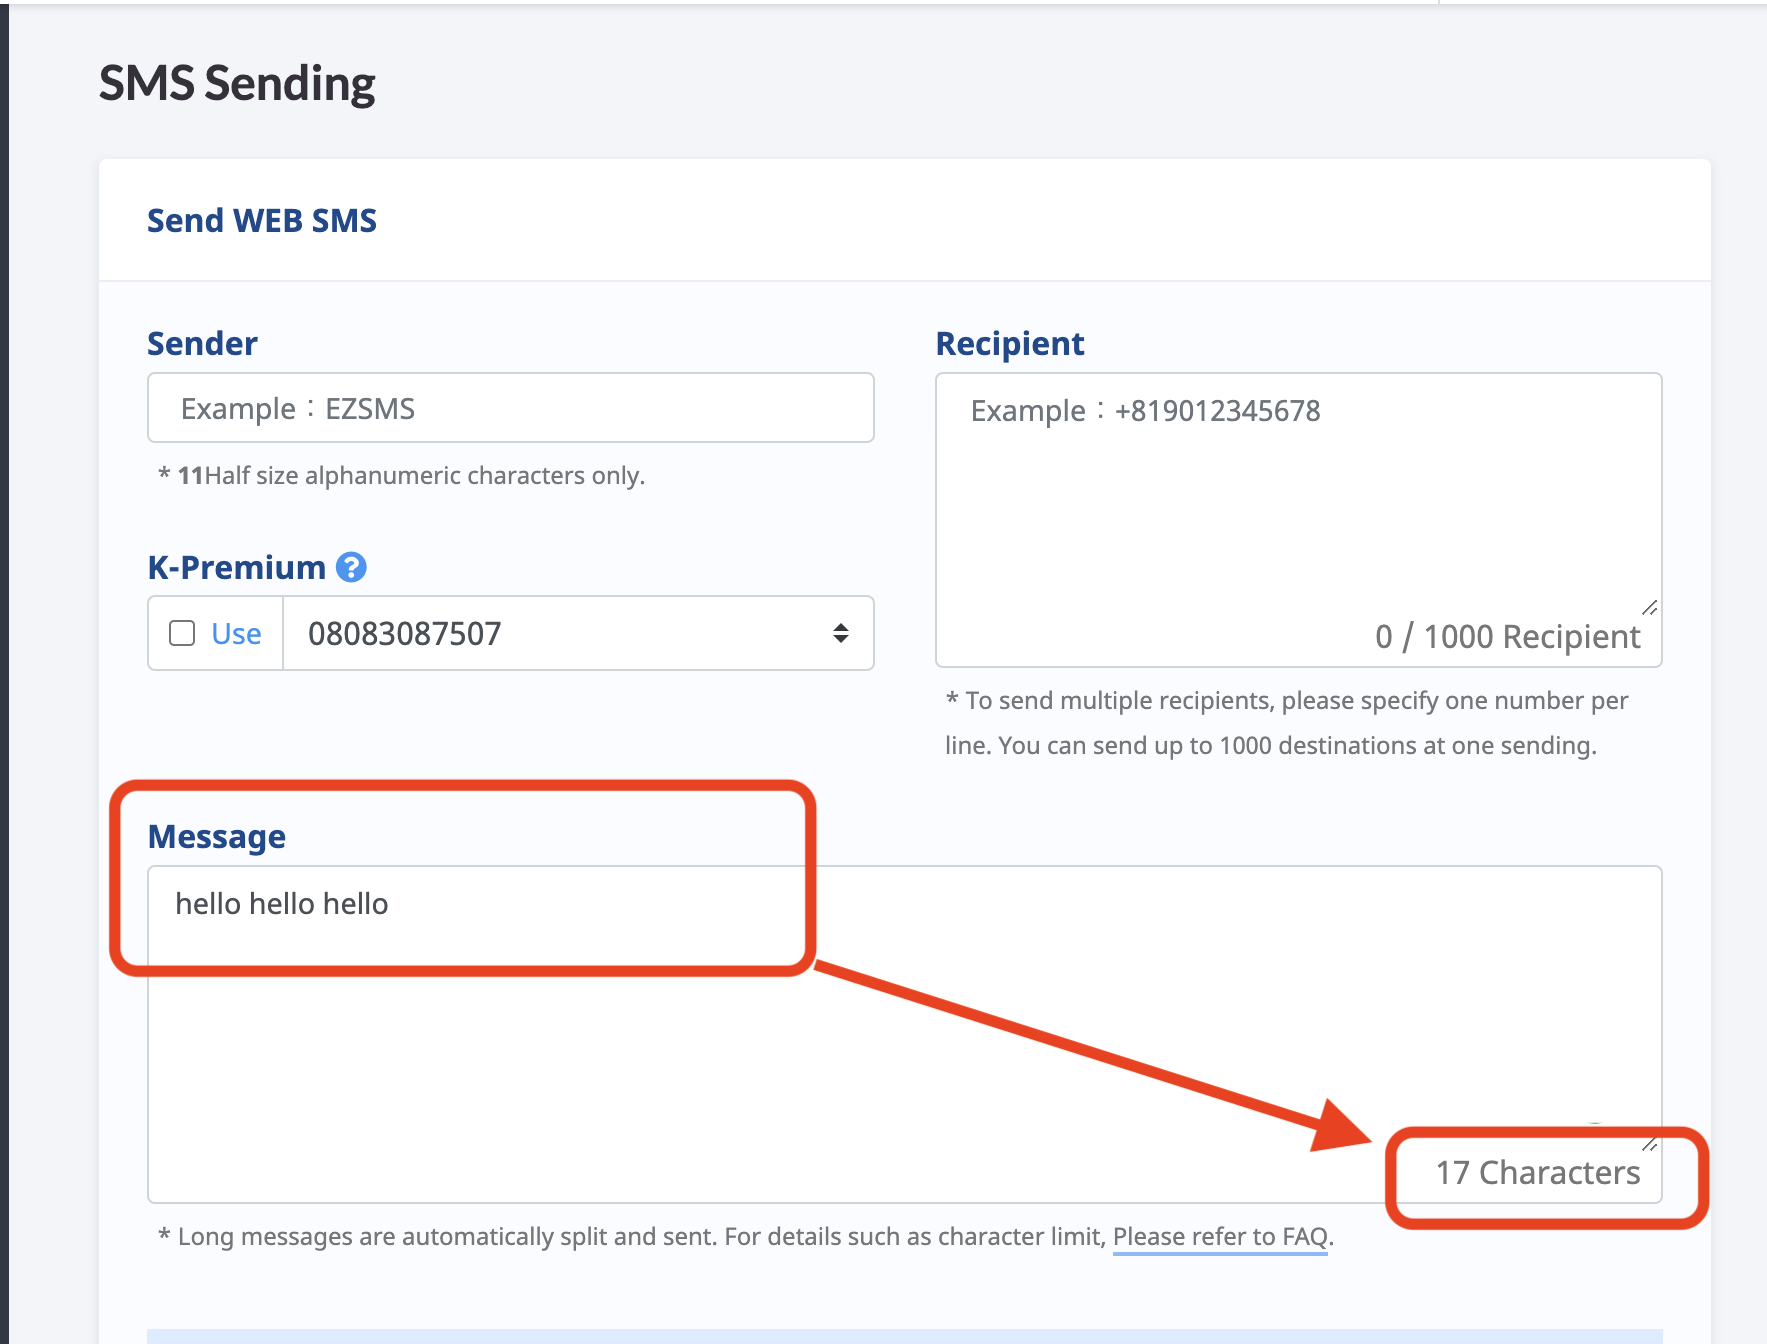 SMS Sending
Send WEB SMS
Sender
Example：EZSMS
* 11Half size alphanumeric characters only.
K-Premium ?
Use
08083087507
Recipient
Example：+819012345678
0 / 1000 Recipient
* To send multiple recipients, please specify one number per
line. You can send up to 1000 destinations at one sending.
Message
hello hello hello
17 Characters
* Long messages are automatically split and sent. For details such as character limit, Please refer to FAQ.